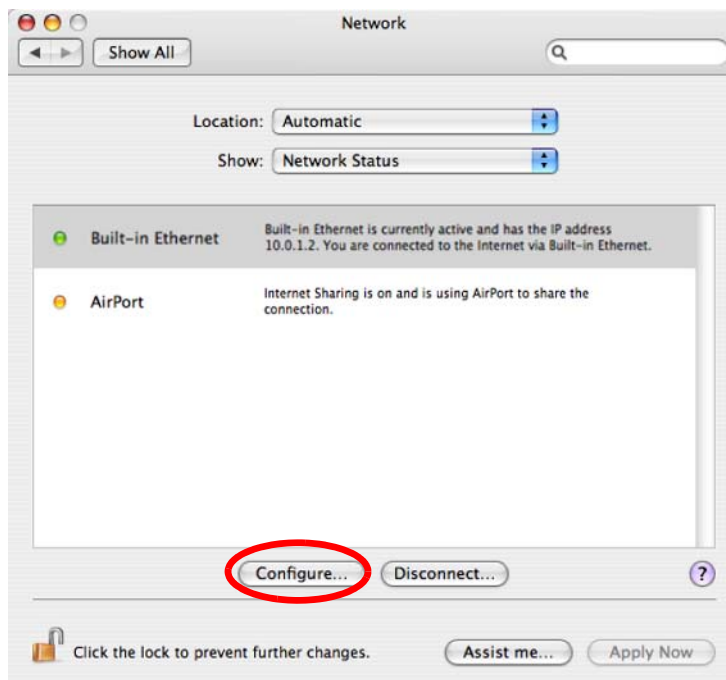 Network
Show All
Location: Automatic
Show: Network Status
Built-in Ethernet
Built-in Ethernet is currently active and has the IP address
10.0.1.2. You are connected to the Internet via Built-in Ethernet.
AirPort
Internet Sharing is on and is using AirPort to share the
connection.
Configure... Disconnect... ?
Click the lock to prevent further changes. Assist me... Apply Now